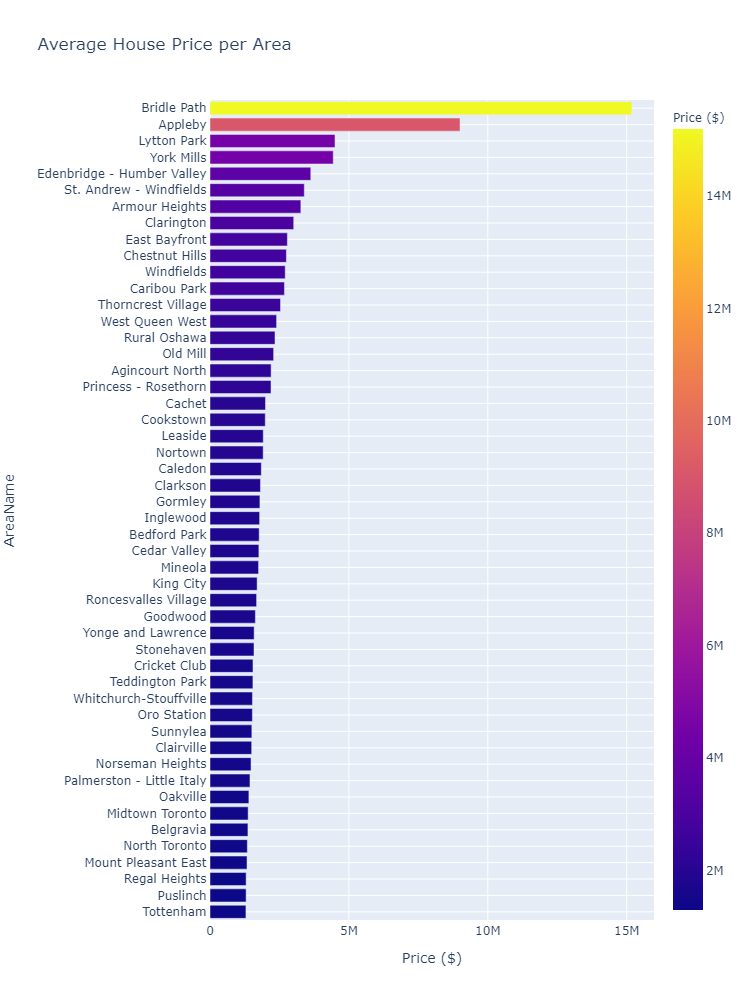 Average House Price per Area
Price ($)
Bridle Path
Appleby
Lytton Park
York Mills
Edenbridge - Humber Valley
St. Andrew - Windfields
Armour Heights
Clarington
East Bayfront
Chestnut Hills
Windfields
Caribou Park
Thorncrest Village
West Queen West
Rural Oshawa
Old Mill
Agincourt North
Princess - Rosethorn
Cachet
Cookstown
Leaside
Nortown
Caledon
Clarkson
Gormley
Inglewood
Bedford Park
Cedar Valley
Mineola
King City
Roncesvalles Village
Goodwood
Yonge and Lawrence
Stonehaven
Cricket Club
Teddington Park
Whitchurch-Stouffville
Oro Station
Sunnylea
Clairville
Norseman Heights
Palmerston - Little Italy
Oakville
Midtown Toronto
Belgravia
North Toronto
Mount Pleasant East
Regal Heights
Puslinch
Tottenham
AreaName
0 5M 10M 15M
Price ($)
14M
12M
10M
8M
6M
4M
2M